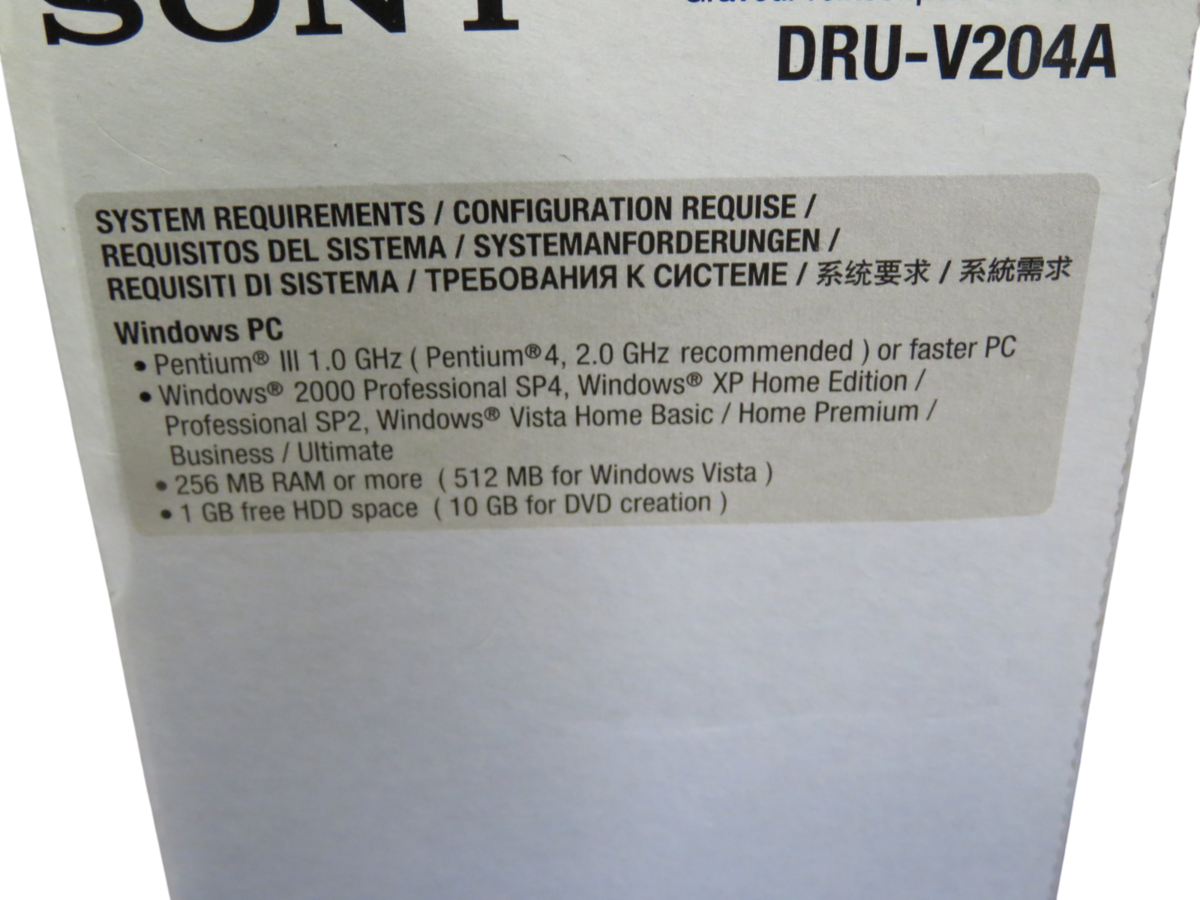 SONY
DRU-V204A
SYSTEM REQUIREMENTS / CONFIGURATION REQUISE /
REQUISITOS DEL SISTEMA / SYSTEMANFORDERUNGEN /
REQUISITI DI SISTEMA / ТРЕБОВАНИЯ К СИСТЕМЕ / 系统要求 / 系統需求
Windows PC
• Pentium® III 1.0 GHz ( Pentium® 4, 2.0 GHz recommended ) or faster PC
• Windows® 2000 Professional SP4, Windows® XP Home Edition /
Professional SP2, Windows® Vista Home Basic / Home Premium /
Business / Ultimate
• 256 MB RAM or more ( 512 MB for Windows Vista )
• 1 GB free HDD space ( 10 GB for DVD creation )